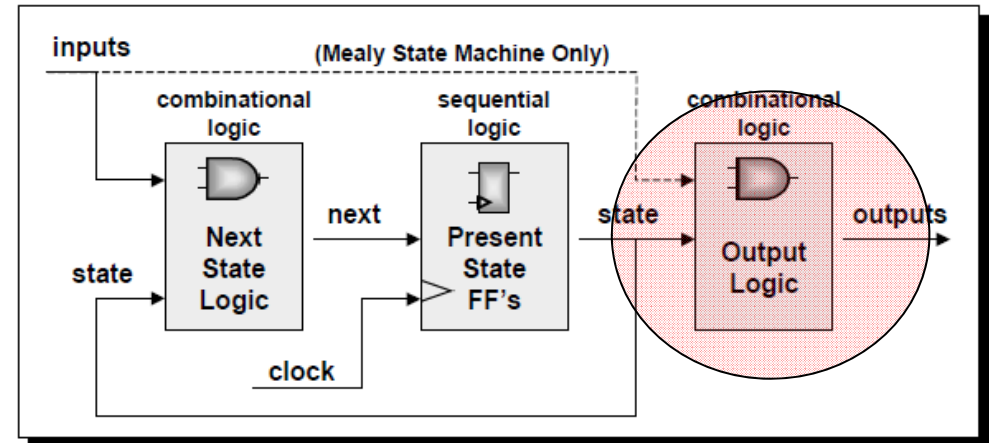 inputs
(Mealy State Machine Only)
combinational
logic
sequential
logic
combinational
logic
state
Next
State
Logic
next
Present
State
FF's
state
Output
Logic
outputs
clock